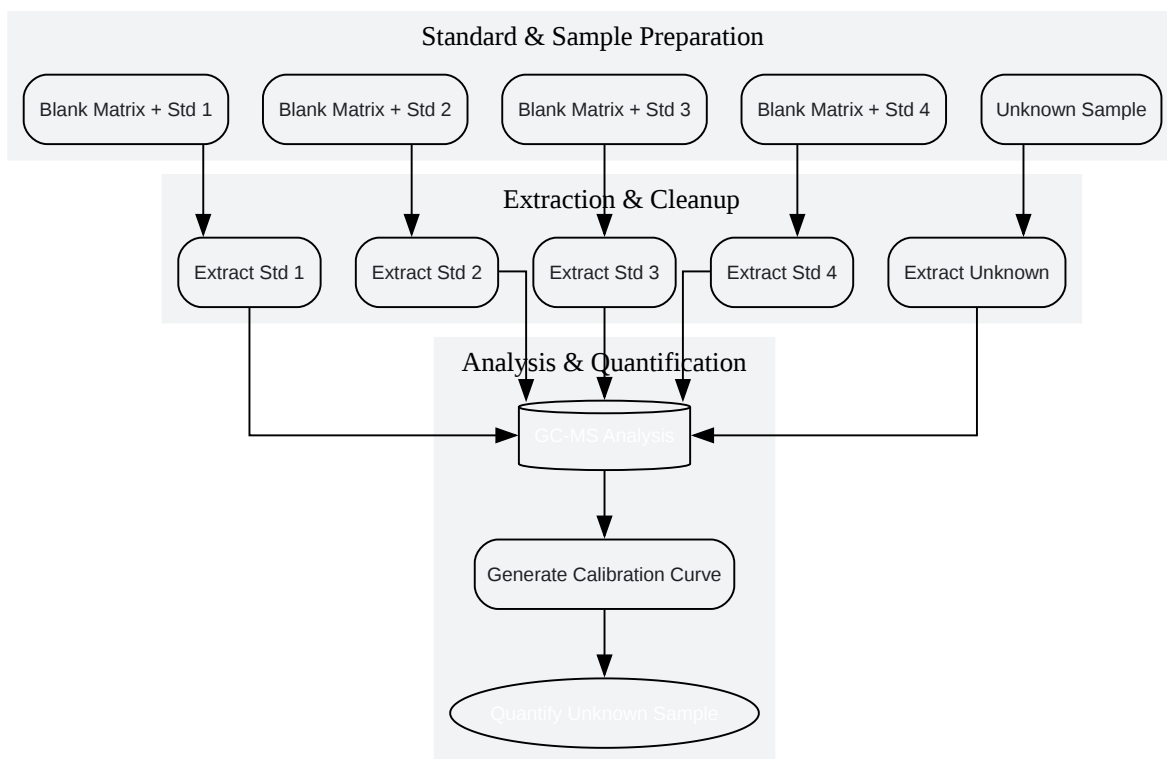 Standard & Sample Preparation
Blank Matrix + Std 1
Blank Matrix + Std 2
Blank Matrix + Std 3
Blank Matrix + Std 4
Unknown Sample
Extraction & Cleanup
Extract Std 1
Extract Std 2
Extract Std 3
Extract Std 4
Extract Unknown
Analysis & Quantification
GC-MS Analysis
Generate Calibration Curve
Quantify Unknown Sample